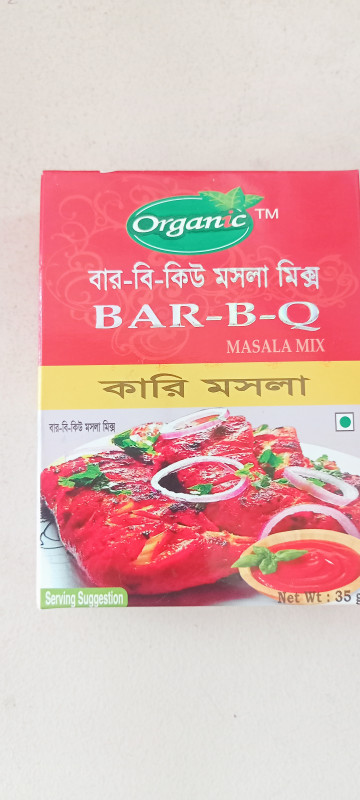 Organic TM
বার-বি-কিউ মসলা মিক্স
BAR-B-Q
MASALA MIX
কারি মসলা
বার-বি-কিউ মসলা মিক্স
Serving Suggestion
Net Wt : 35 g